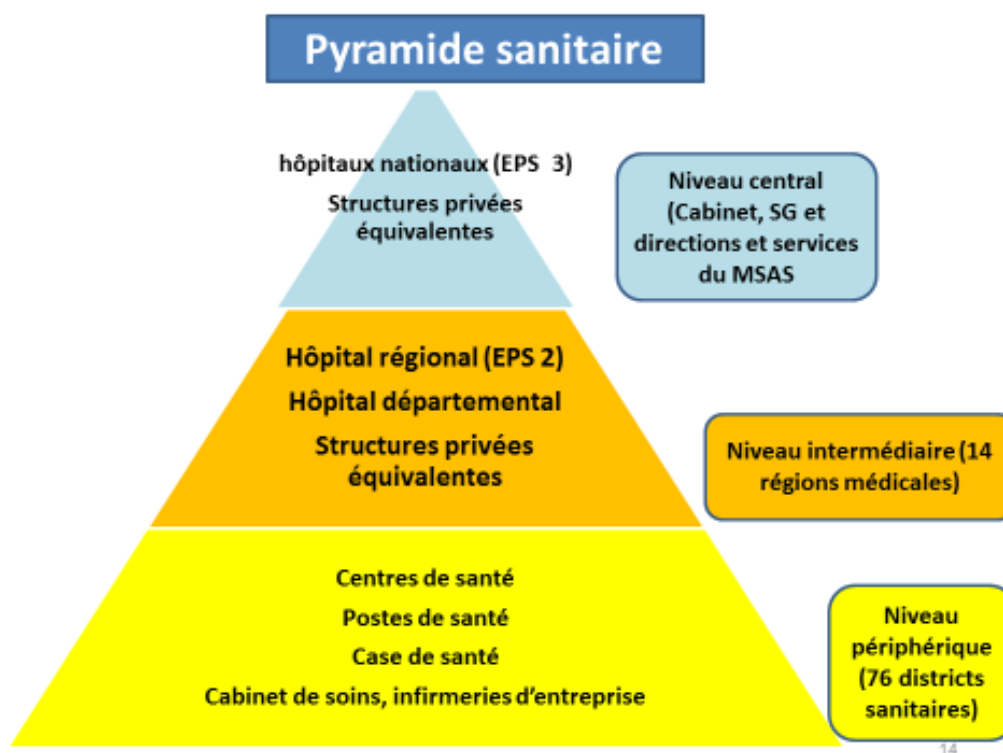 Pyramide sanitaire
hôpitaux nationaux (EPS 3)
Structures privées
équivalentes
Niveau central
(Cabinet, SG et
directions et services
du MSAS
Hôpital régional (EPS 2)
Hôpital départemental
Structures privées
équivalentes
Niveau intermédiaire (14
régions médicales)
Centres de santé
Postes de santé
Case de santé
Cabinet de soins, infirmeries d'entreprise
Niveau
périphérique
(76 districts
sanitaires)
14